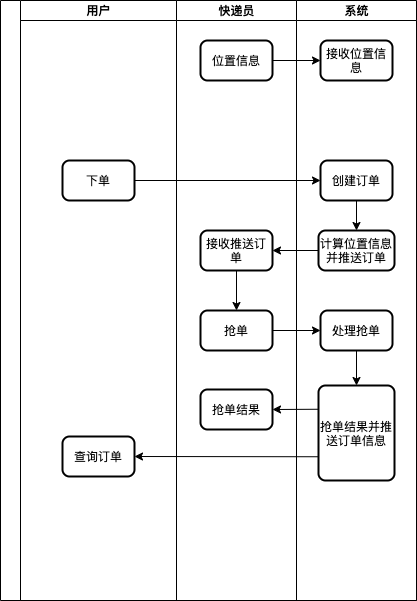 用户
快递员
系统
位置信息
接收位置信
息
下单
创建订单
接收推送订
单
计算位置信息
并推送订单
抢单
处理抢单
抢单结果
抢单结果并推
送订单信息
查询订单